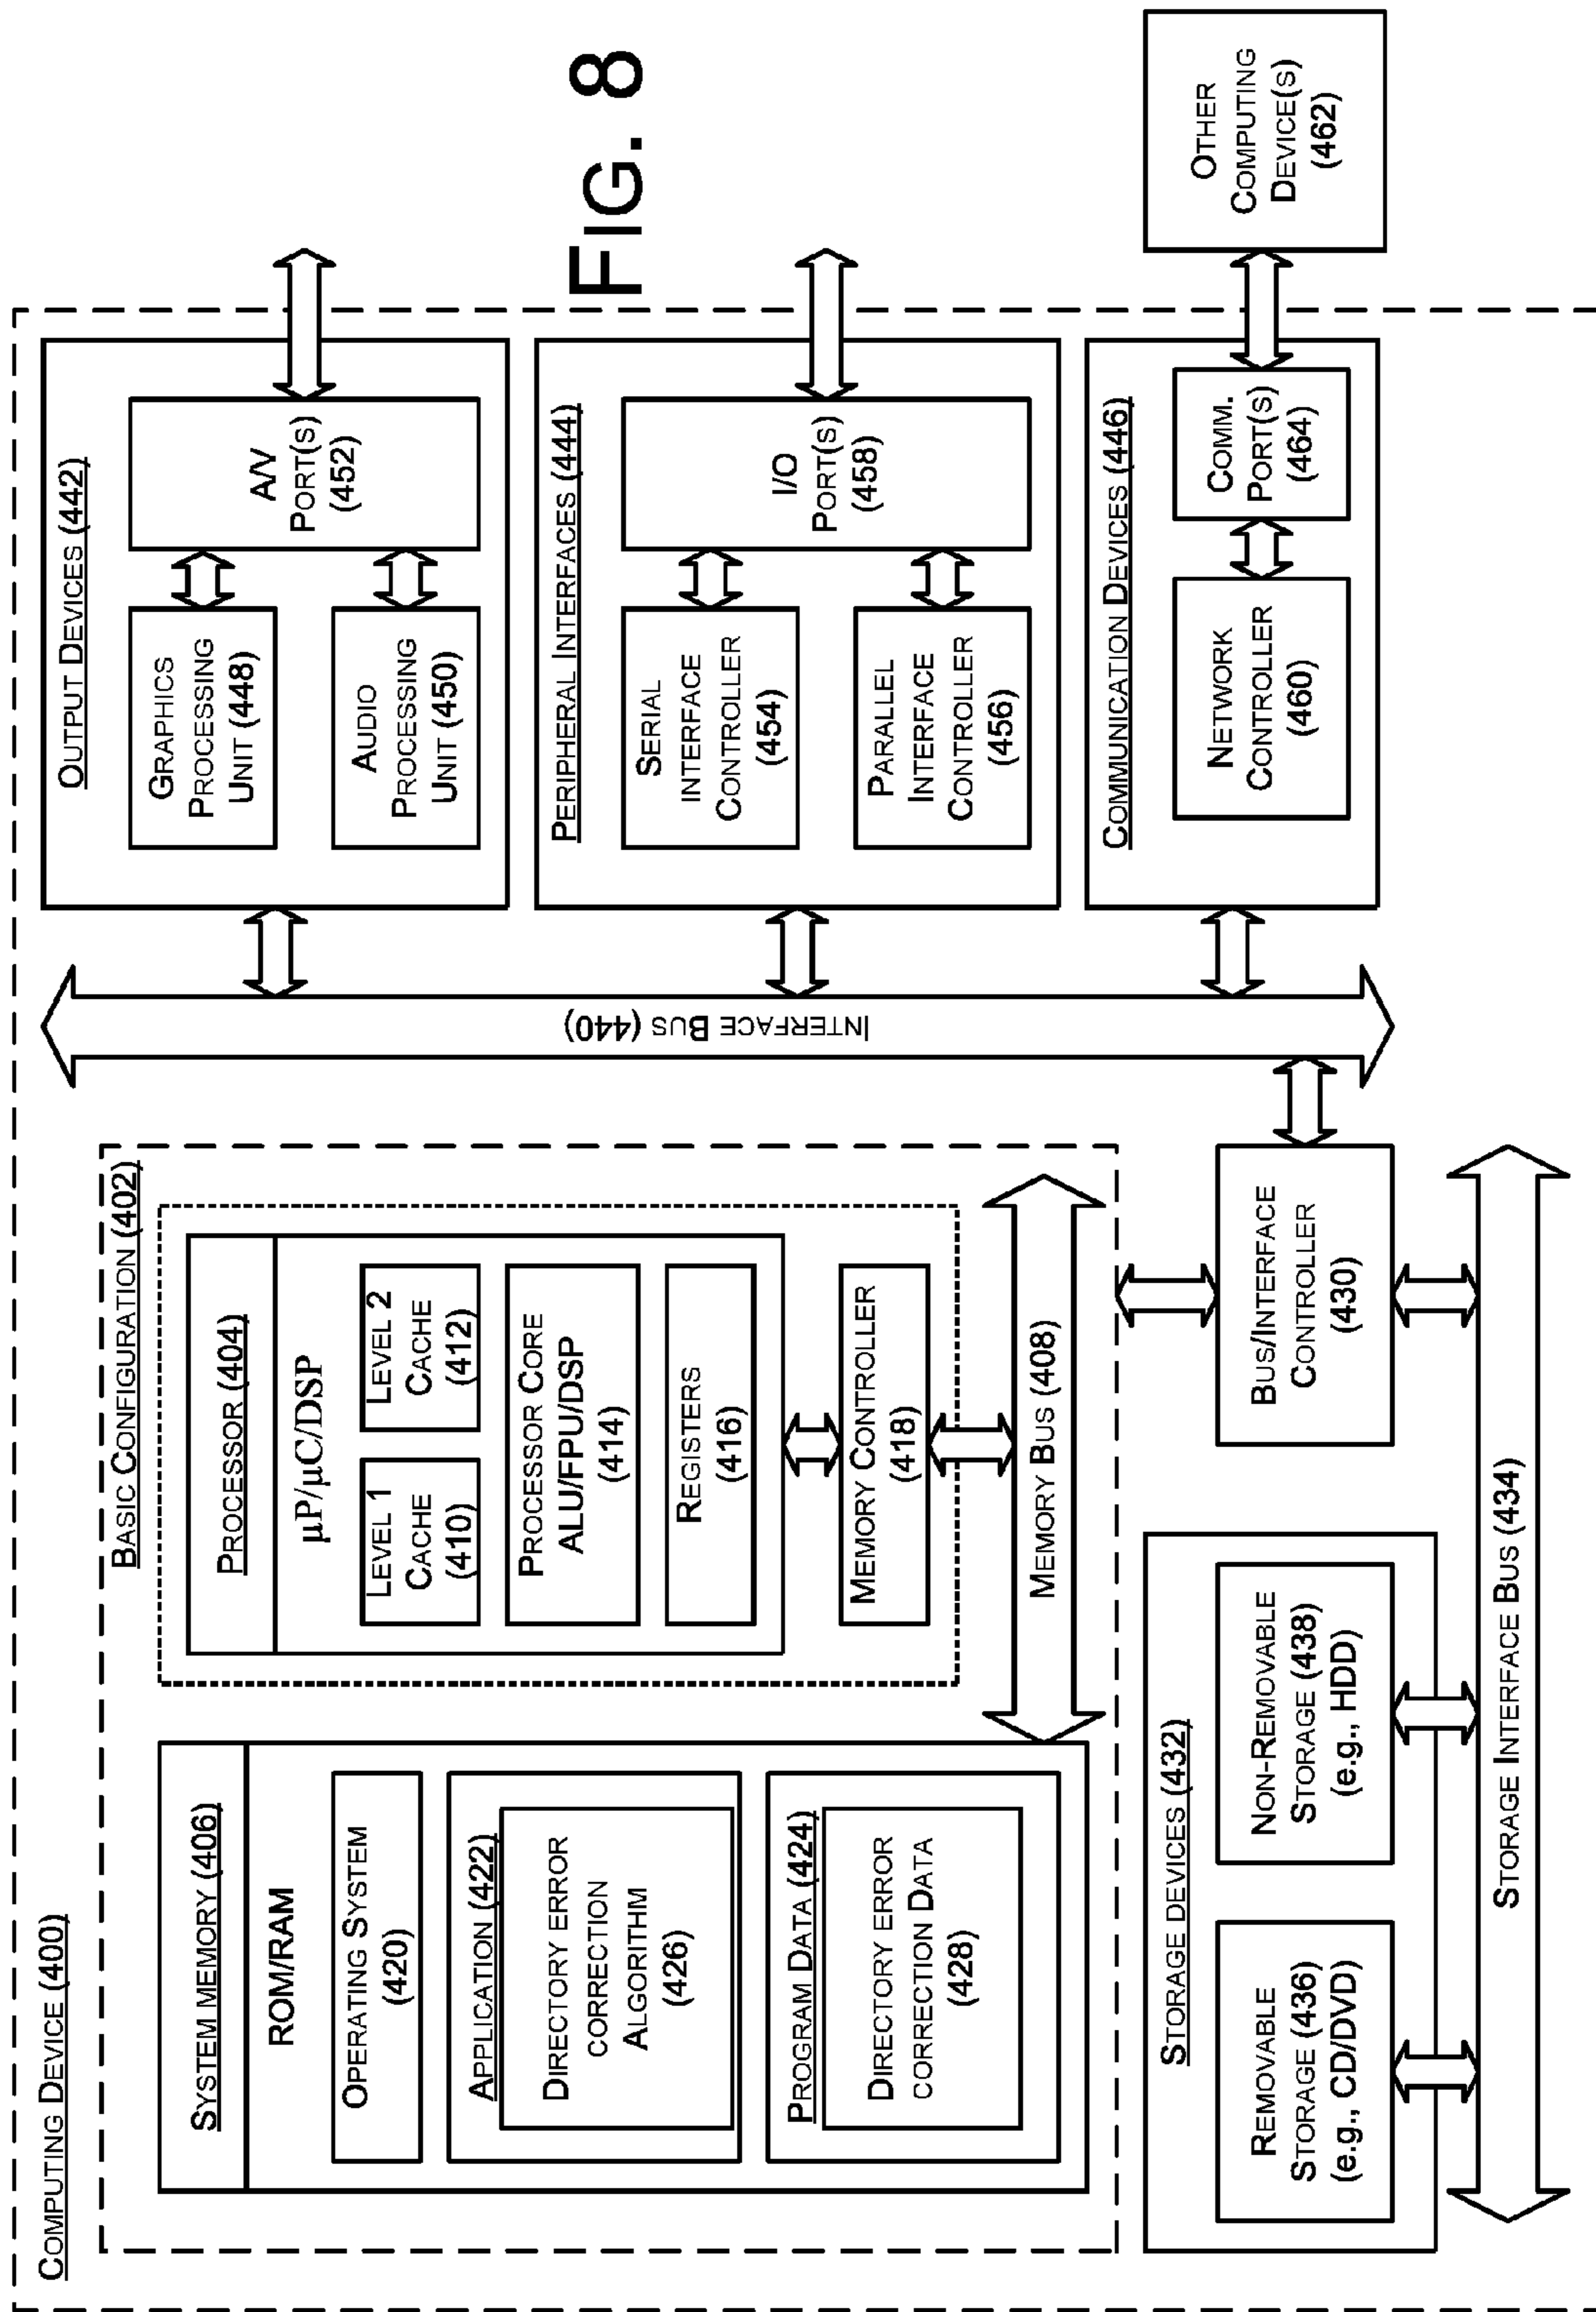 COMPUTING DEVICE (400)
BASIC CONFIGURATION (402)
SYSTEM MEMORY (406)
ROM/RAM
OPERATING SYSTEM
(420)
APPLICATION (422)
DIRECTORY ERROR
CORRECTION
ALGORITHM
(426)
PROGRAM DATA (424)
DIRECTORY ERROR
CORRECTION DATA
(428)
PROCESSOR (404)
µP/µC/DSP
LEVEL 1
CACHE
(410)
LEVEL 2
CACHE
(412)
PROCESSOR CORE
ALU/FPU/DSP
(414)
REGISTERS
(416)
MEMORY CONTROLLER
(418)
MEMORY BUS (408)
BUS/INTERFACE
CONTROLLER
(430)
STORAGE DEVICES (432)
REMOVABLE
STORAGE (436)
(e.g., CD/DVD)
NON-REMOVABLE
STORAGE (438)
(e.g., HDD)
STORAGE INTERFACE BUS (434)
INTERFACE BUS (440)
OUTPUT DEVICES (442)
GRAPHICS
PROCESSING
UNIT (448)
AUDIO
PROCESSING
UNIT (450)
A/V
PORT(S)
(452)
PERIPHERAL INTERFACES (444)
SERIAL
INTERFACE
CONTROLLER
(454)
PARALLEL
INTERFACE
CONTROLLER
(456)
I/O
PORT(S)
(458)
COMMUNICATION DEVICES (446)
NETWORK
CONTROLLER
(460)
COMM.
PORT(S)
(464)
OTHER
COMPUTING
DEVICE(S)
(462)
FIG. 8